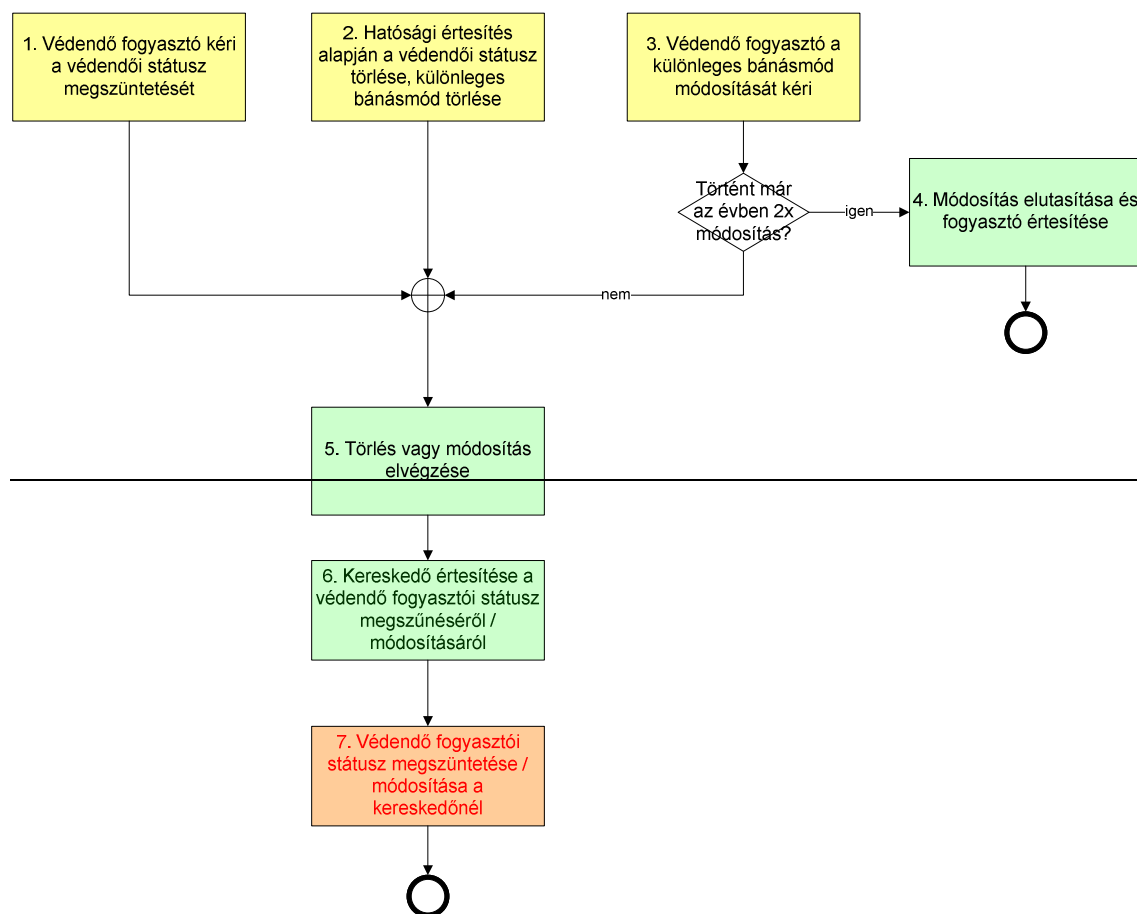 1. Védendő fogyasztó kéri
a védendői státusz
megszüntetését
2. Hatósági értesítés
alapján a védendői státusz
törlése, különleges
bánásmód törlése
3. Védendő fogyasztó a
különleges bánásmód
módosítását kéri
Történt már
az évben 2x
módosítás?
igen
4. Módosítás elutasítása és
fogyasztó értesítése
nem
5. Törlés vagy módosítás
elvégzése
6. Kereskedő értesítése a
védendő fogyasztói státusz
megszűnéséről /
módosításáról
7. Védendő fogyasztói
státusz megszüntetése /
módosítása a
kereskedőnél